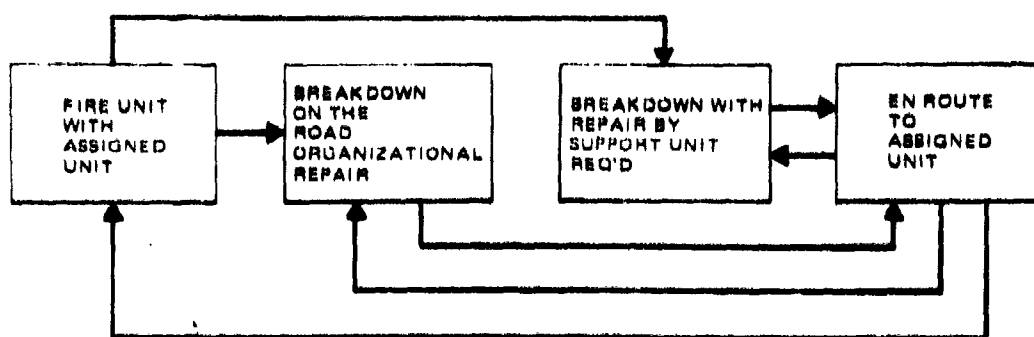 FIRE UNIT
WITH
ASSIGNED
UNIT
BREAKDOWN
ON THE
ROAD
ORGANIZATIONAL
REPAIR
BREAKDOWN WITH
REPAIR BY
SUPPORT UNIT
REQ'D
EN ROUTE
TO
ASSIGNED
UNIT